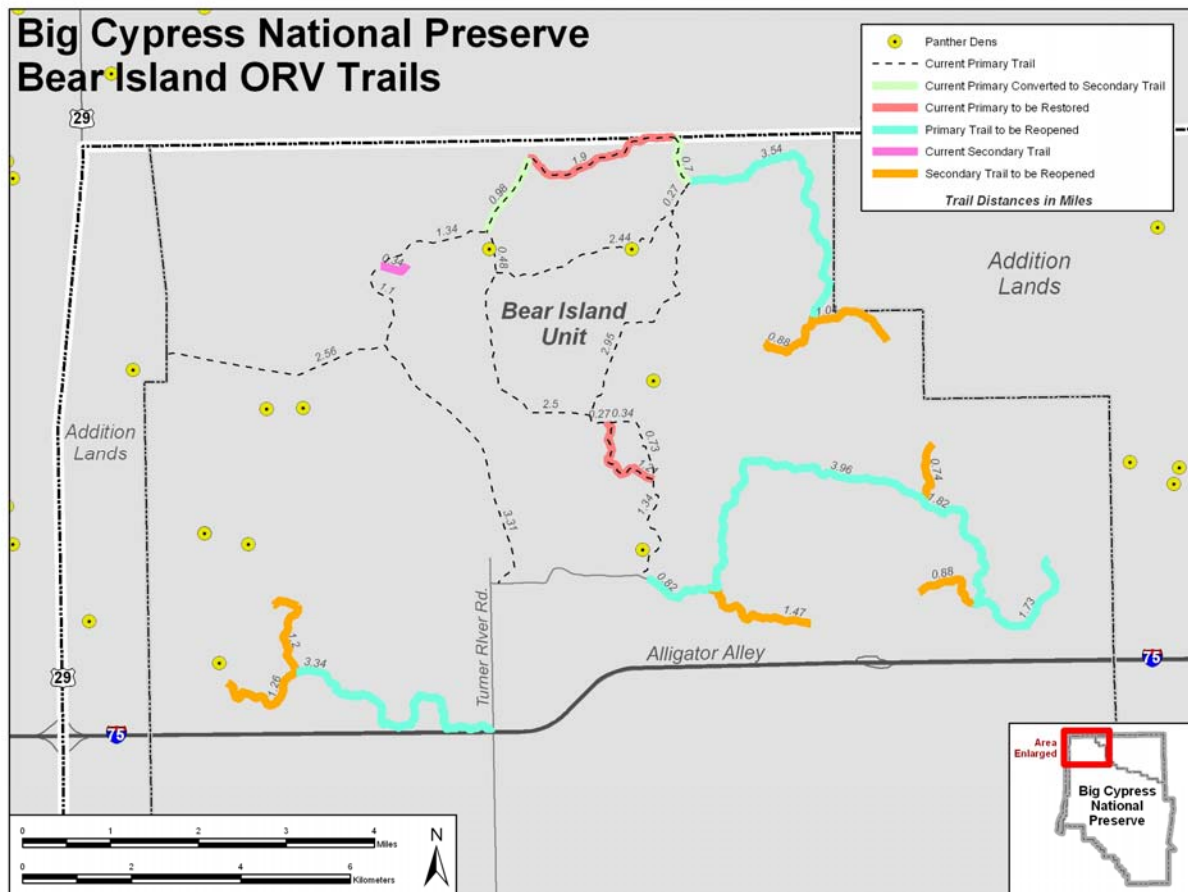 Big Cypress National Preserve
Bear Island ORV Trails
Panther Dens
Current Primary Trail
Current Primary Converted to Secondary Trail
Current Primary to be Restored
Primary Trail to be Reopened
Current Secondary Trail
Secondary Trail to be Reopened
Trail Distances in Miles
29
1.9
0.7
3.54
0.98
0.27
1.34
2.44
0.48
0.34
1.1
Addition
Lands
Bear Island
Unit
1.0
0.88
2.95
2.56
2.5
0.27
0.34
Addition
Lands
0.73
3.96
0.74
1.82
1.34
3.31
0.82
0.88
1.47
1.73
Turner River Rd.
Alligator Alley
75
1.2
3.34
1.26
29
75
Area
Enlarged
Big Cypress
National
Preserve
0 1 2 3 4
Miles
0 2 4 6
Kilometers
N